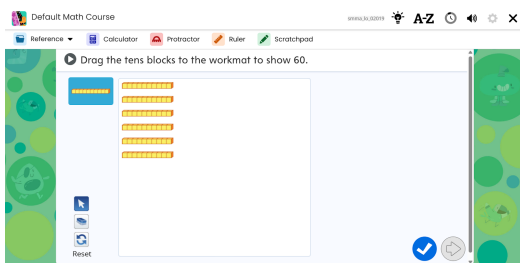 Default Math Course
A-Z
Reference
Calculator
Protractor
Ruler
Scratchpad
Drag the tens blocks to the workmat to show 60.
Reset